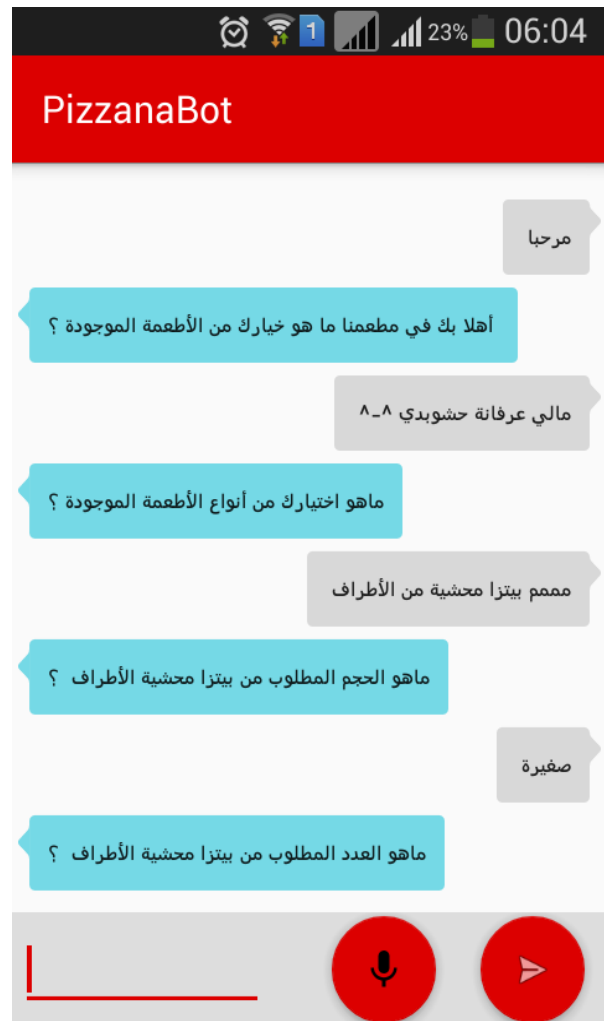 1 23% 06:04
PizzanaBot
مرحبا
أهلا بك في مطعمنا ما هو خيارك من الأطعمة الموجودة ؟
مالي عرفانة حشوبدي ^-^
ماهو اختيارك من أنواع الأطعمة الموجودة ؟
مممم بيتزا محشية من الأطراف
ماهو الحجم المطلوب من بيتزا محشية الأطراف ؟
صغيرة
ماهو العدد المطلوب من بيتزا محشية الأطراف ؟